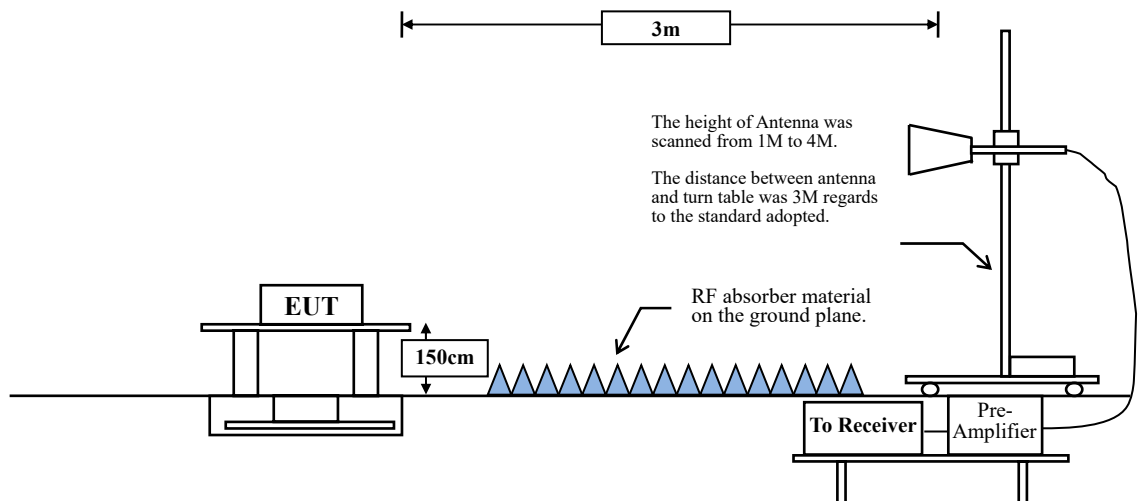 3m
The height of Antenna was
scanned from 1M to 4M.
The distance between antenna
and turn table was 3M regards
to the standard adopted.
EUT
RF absorber material
on the ground plane.
150cm
To Receiver
Pre-
Amplifier